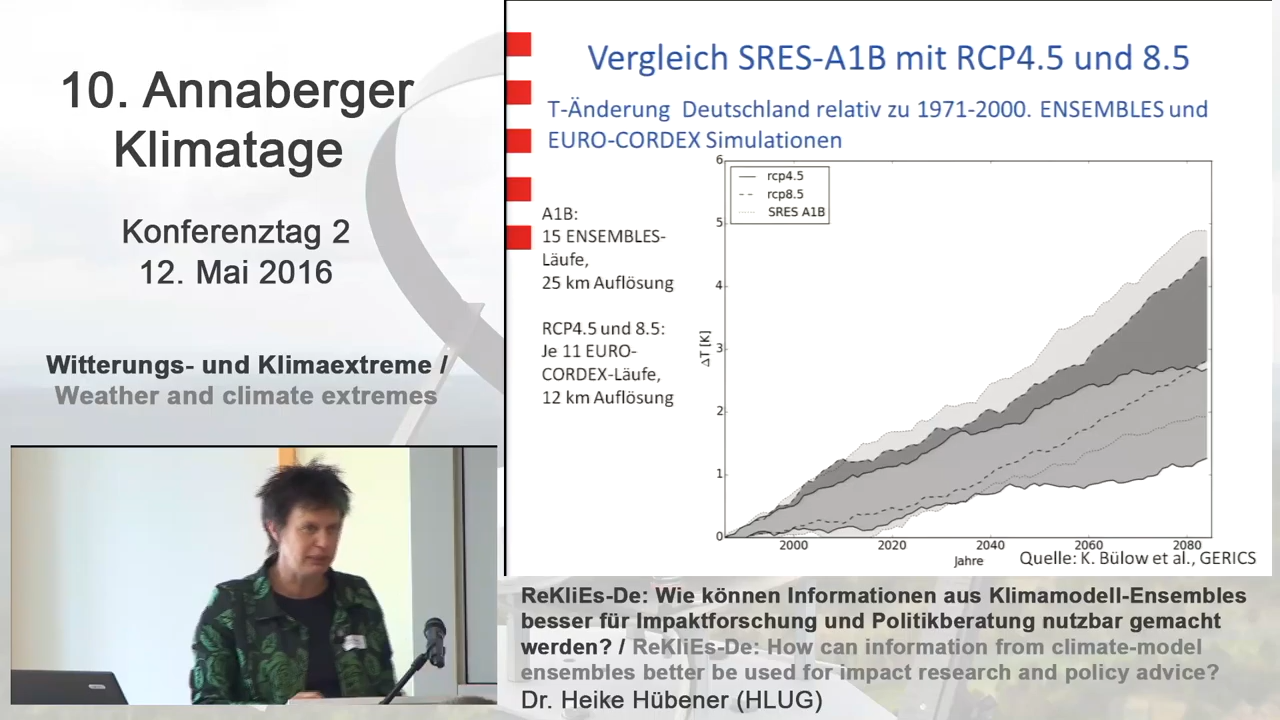 10. Annaberger
Klimatage
Konferenztag 2
12. Mai 2016
Witterungs- und Klimaextreme /
Weather and climate extremes
Vergleich SRES-A1B mit RCP4.5 und 8.5
T-Änderung Deutschland relativ zu 1971-2000. ENSEMBLES und
EURO-CORDEX Simulationen
A1B:
15 ENSEMBLES-
Läufe,
25 km Auflösung
RCP4.5 und 8.5:
Je 11 EURO-
CORDEX-Läufe,
12 km Auflösung
rcp4.5
rcp8.5
SRES A1B
6
5
4
3
2
1
0
ΔT [K]
2000 2020 2040 2060 2080
Jahre
Quelle: K. Bülow et al., GERICS
ReKliEs-De: Wie können Informationen aus Klimamodell-Ensembles
besser für Impaktforschung und Politikberatung nutzbar gemacht
werden? / ReKliEs-De: How can information from climate-model
ensembles better be used for impact research and policy advice?
Dr. Heike Hübener (HLUG)